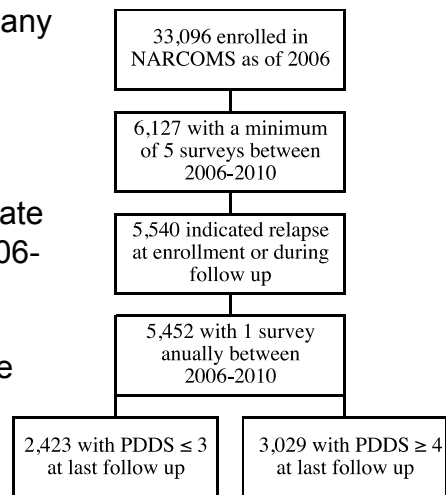 any
ate
06-
e
33,096 enrolled in
NARCOMS as of 2006
6,127 with a minimum
of 5 surveys between
2006-2010
5,540 indicated relapse
at enrollment or during
follow up
5,452 with 1 survey
anually between
2006-2010
2,423 with PDDS ≤ 3
at last follow up
3,029 with PDDS ≥ 4
at last follow up